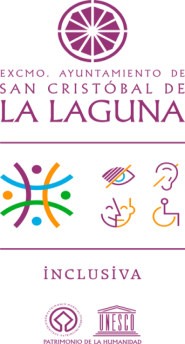 EXCMO. AYUNTAMIENTO DE
SAN CRISTÓBAL DE
LA LAGUNA
inclusiva
UNESCO
PATRIMONIO DE LA HUMANIDAD